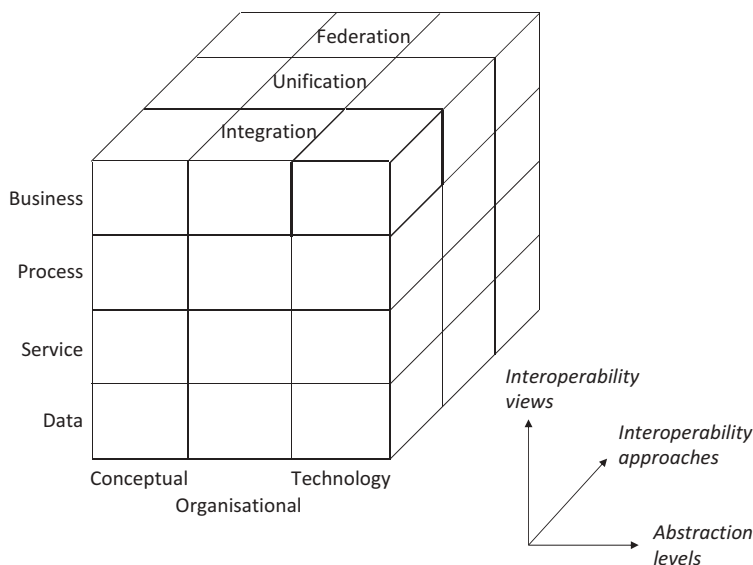 Federation
Unification
Integration
Business
Process
Service
Data
Conceptual
Technology
Organisational
Interoperability
views
Interoperability
approaches
Abstraction
levels